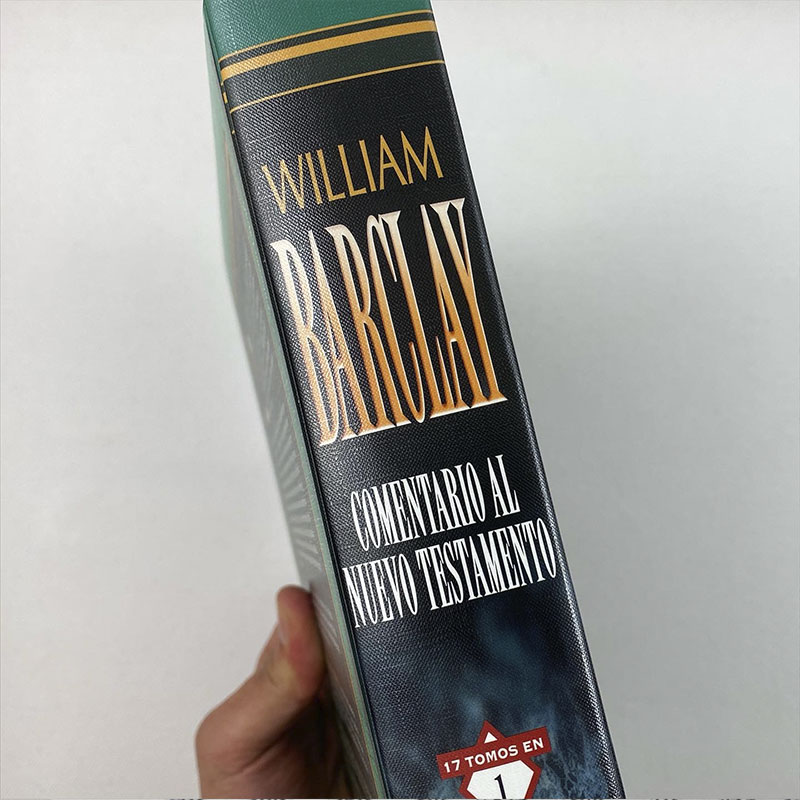 WILLIAM
BARCLAY
COMENTARIO AL
NUEVO TESTAMENTO
17 TOMOS EN
1